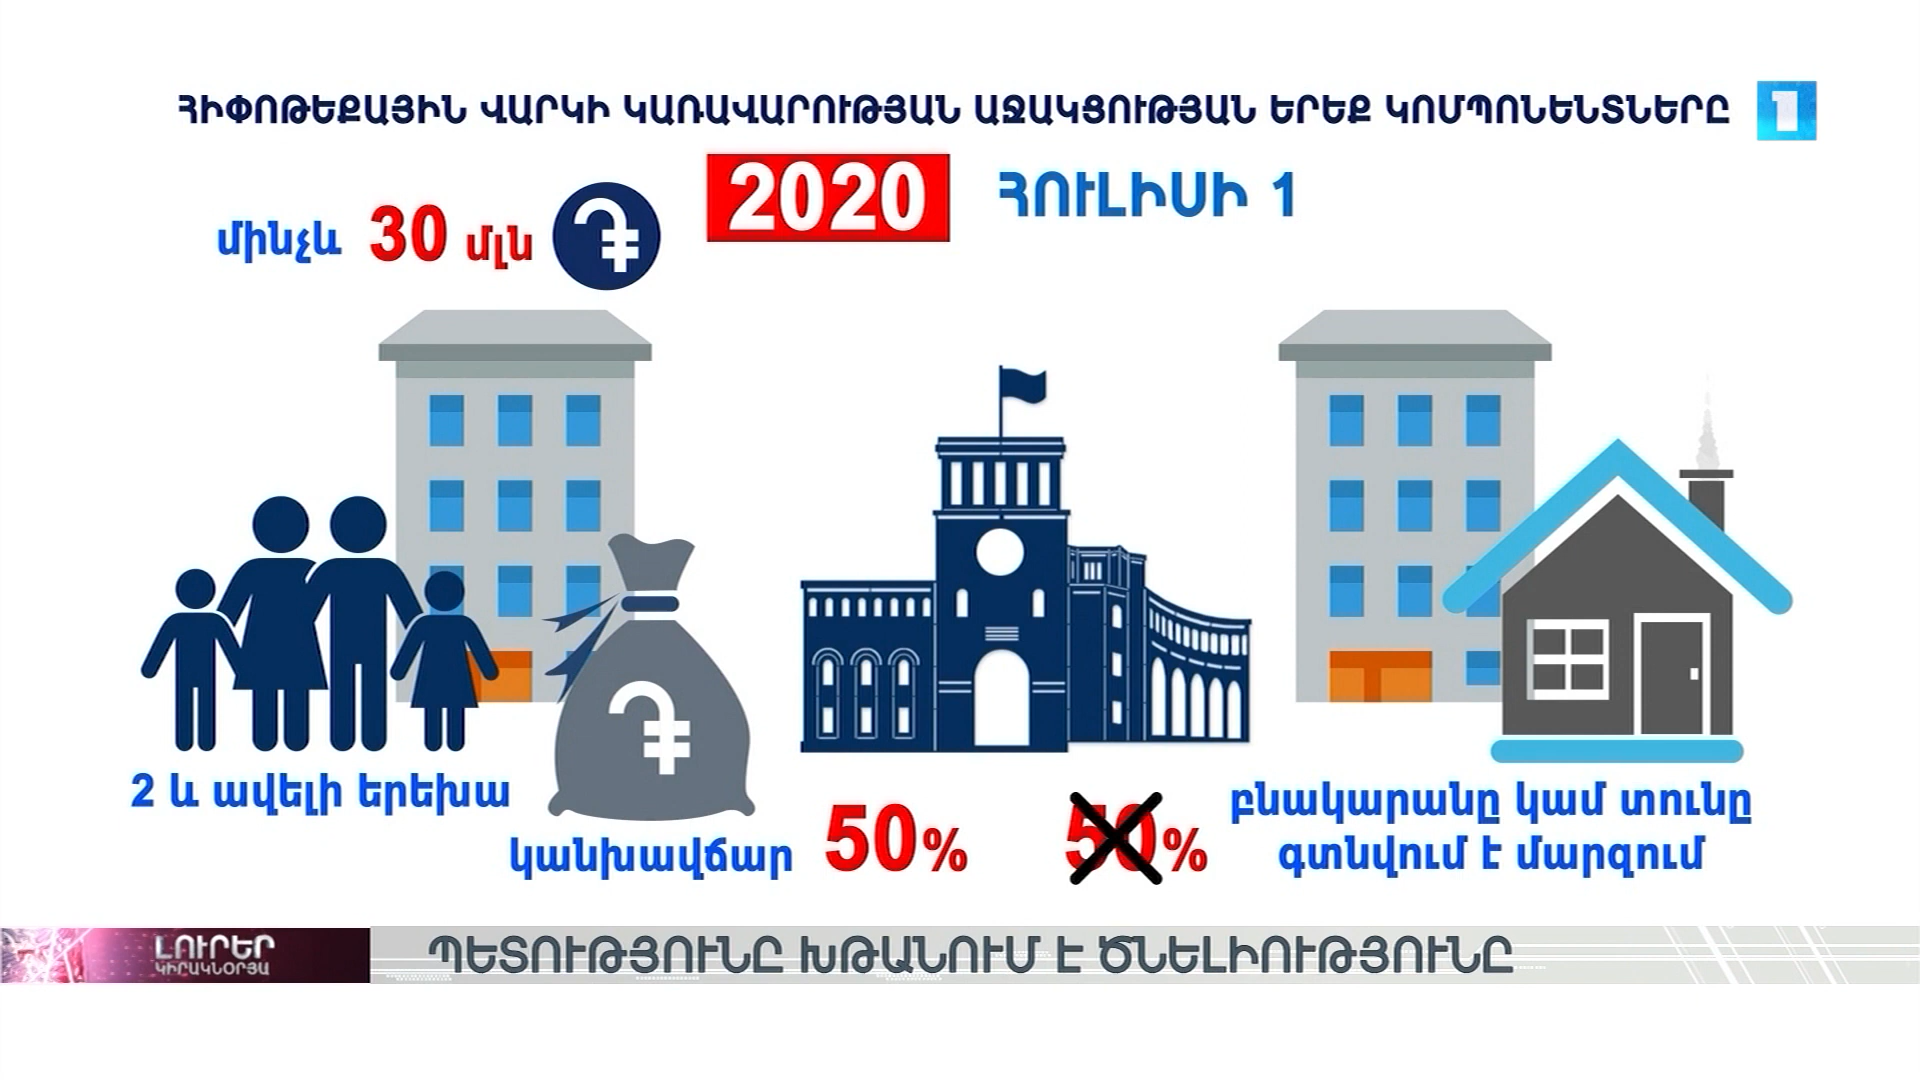 ՀԻՓՈԹԵՔԱՅԻՆ ՎԱՐԿԻ ԿԱՌԱՎԱՐՈՒԹՅԱՆ ԱՋԱԿՑՈՒԹՅԱՆ ԵՐԵՔ ԿՈՄՊՈՆԵՆՏՆԵՐԸ 1
2020 ՀՈՒԼԻՍԻ 1
մինչև 30 մլն ֏
֏
2 և ավելի երեխա
կանխավճար 50%
50%
բնակարանը կամ տունը
գտնվում է մարզում
ԼՈՒՐԵՐ
ԿԻՐԱԿՆՕՐՅԱ
ՊԵՏՈՒԹՅՈՒՆԸ ԽԹԱՆՈՒՄ Է ԾՆԵԼԻՈՒԹՅՈՒՆԸ